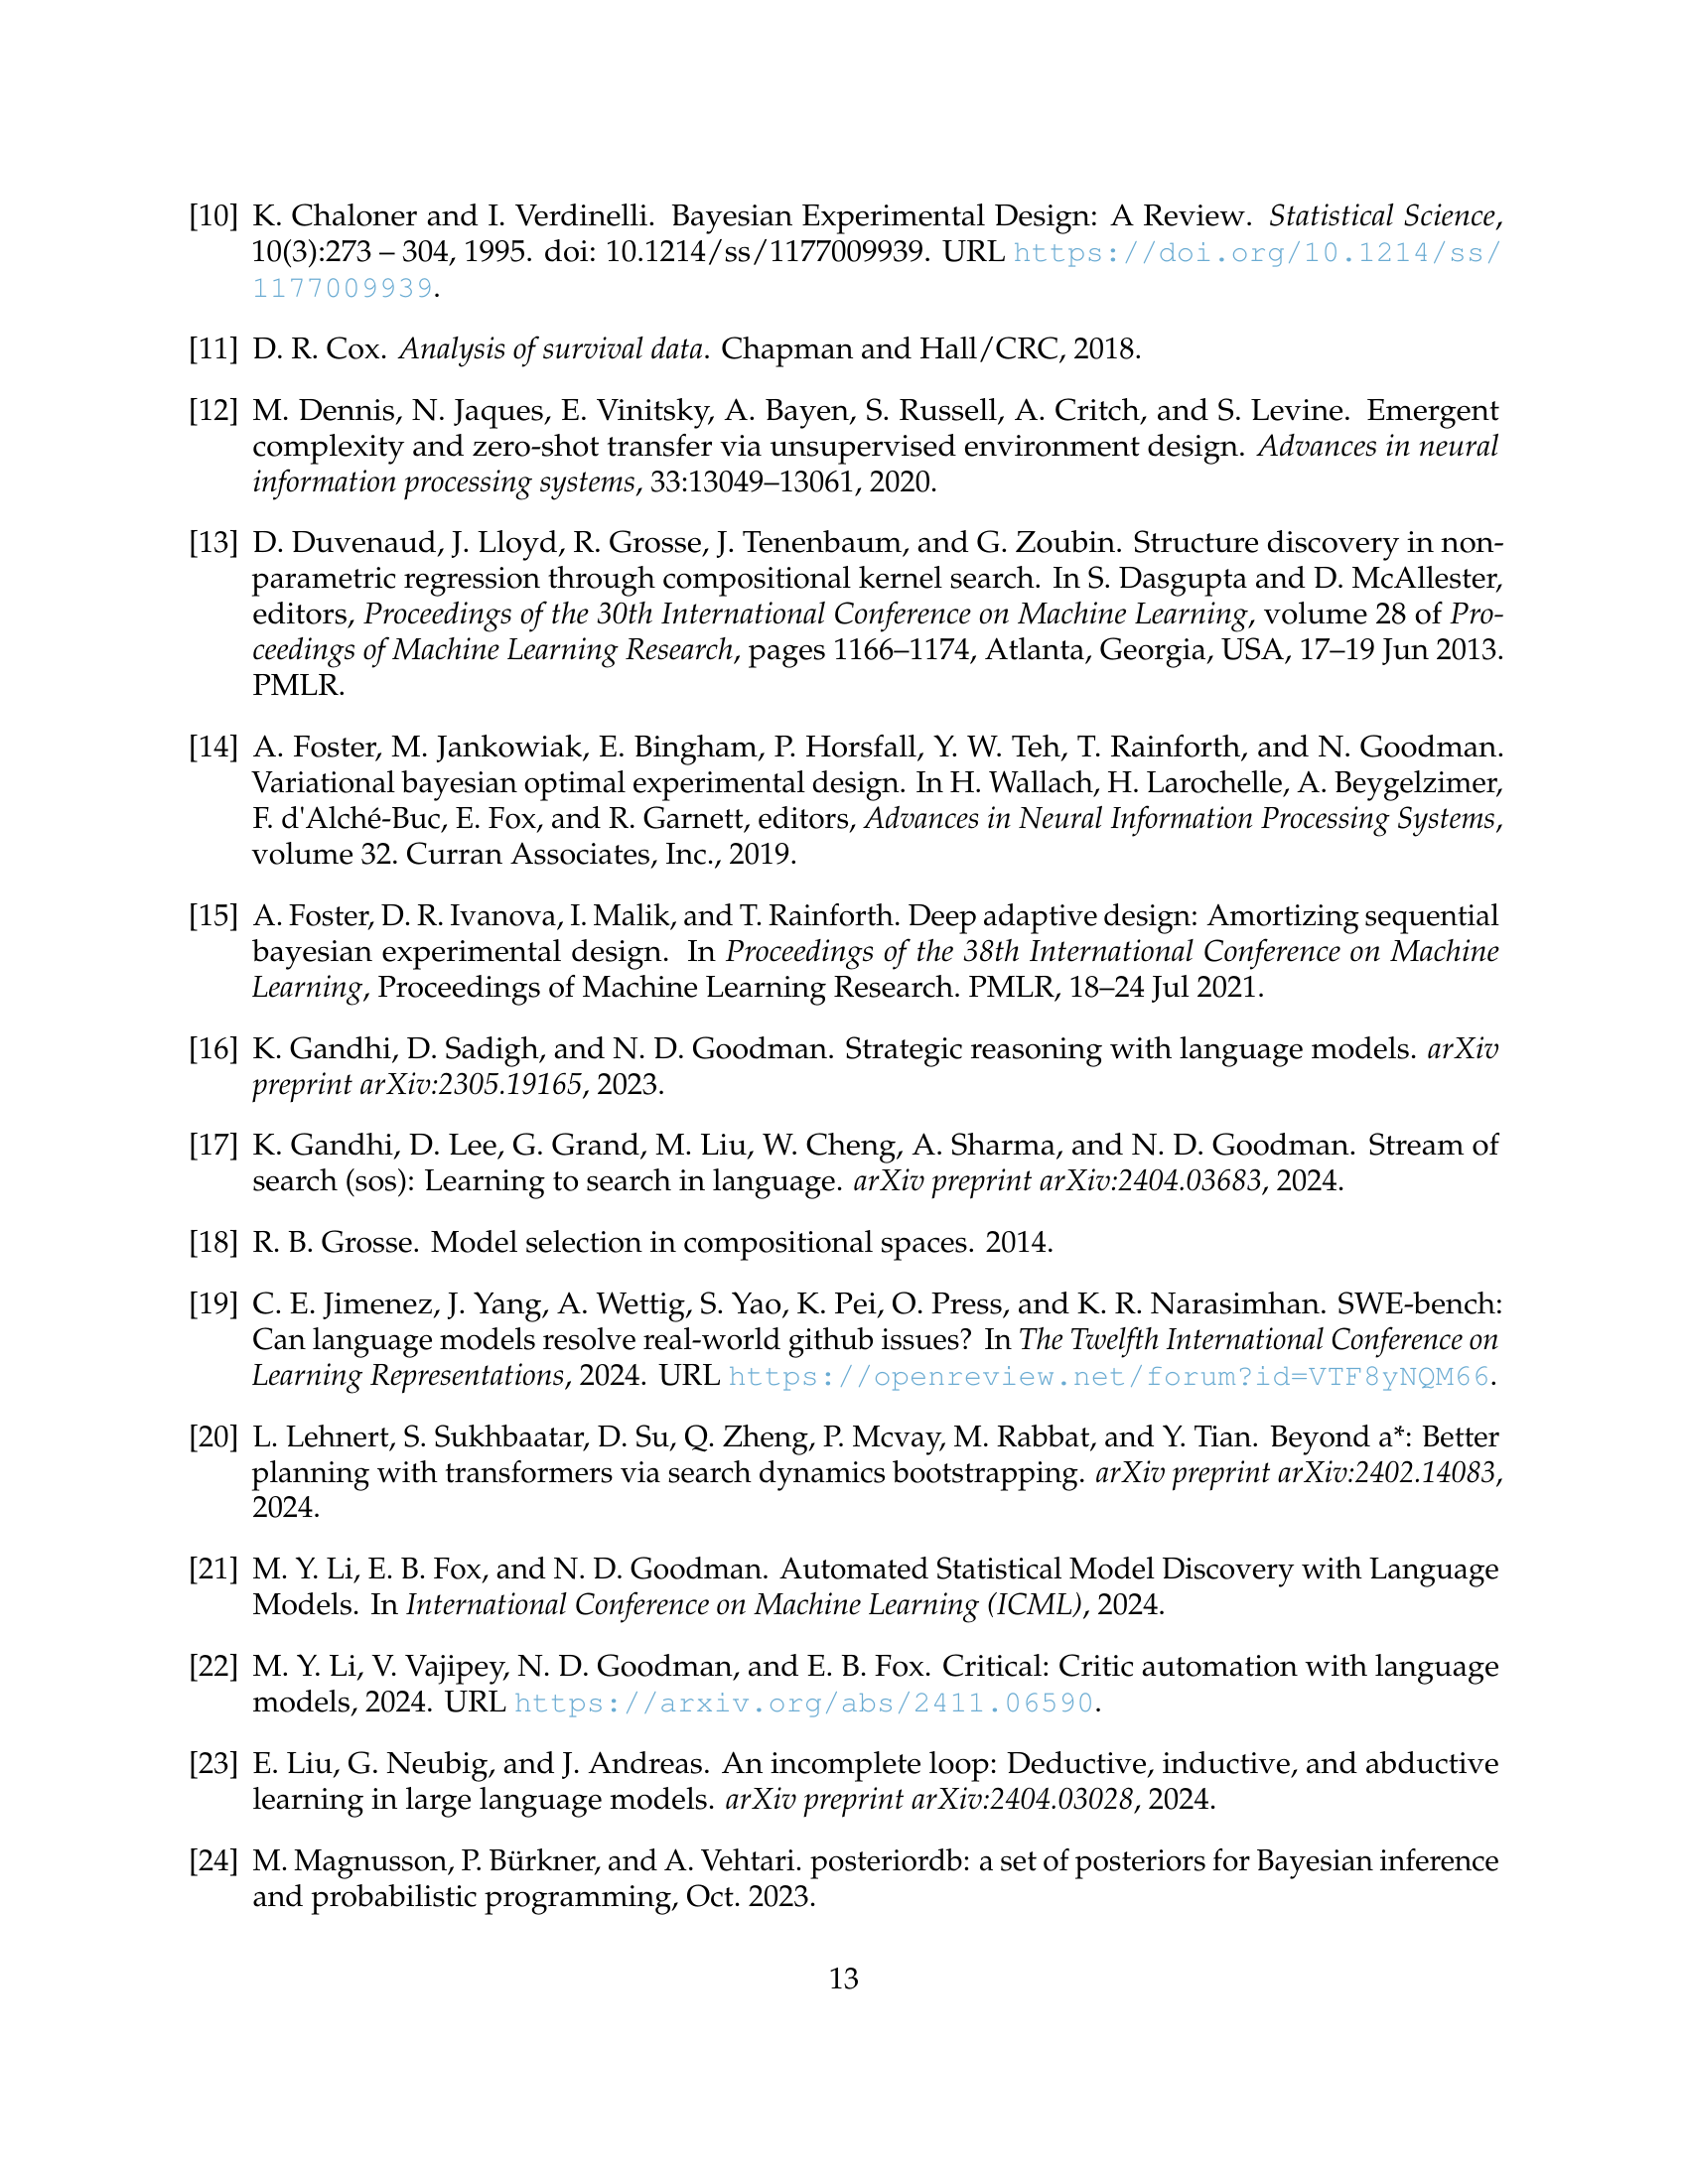 [10] K. Chaloner and I. Verdinelli. Bayesian Experimental Design: A Review. Statistical Science,
10(3):273 – 304, 1995. doi: 10.1214/ss/1177009939. URL https://doi.org/10.1214/ss/
1177009939.
[11] D. R. Cox. Analysis of survival data. Chapman and Hall/CRC, 2018.
[12] M. Dennis, N. Jaques, E. Vinitsky, A. Bayen, S. Russell, A. Critch, and S. Levine. Emergent
complexity and zero-shot transfer via unsupervised environment design. Advances in neural
information processing systems, 33:13049–13061, 2020.
[13] D. Duvenaud, J. Lloyd, R. Grosse, J. Tenenbaum, and G. Zoubin. Structure discovery in non-
parametric regression through compositional kernel search. In S. Dasgupta and D. McAllester,
editors, Proceedings of the 30th International Conference on Machine Learning, volume 28 of Pro-
ceedings of Machine Learning Research, pages 1166–1174, Atlanta, Georgia, USA, 17–19 Jun 2013.
PMLR.
[14] A. Foster, M. Jankowiak, E. Bingham, P. Horsfall, Y. W. Teh, T. Rainforth, and N. Goodman.
Variational bayesian optimal experimental design. In H. Wallach, H. Larochelle, A. Beygelzimer,
F. d'Alché-Buc, E. Fox, and R. Garnett, editors, Advances in Neural Information Processing Systems,
volume 32. Curran Associates, Inc., 2019.
[15] A. Foster, D. R. Ivanova, I. Malik, and T. Rainforth. Deep adaptive design: Amortizing sequential
bayesian experimental design. In Proceedings of the 38th International Conference on Machine
Learning, Proceedings of Machine Learning Research. PMLR, 18–24 Jul 2021.
[16] K. Gandhi, D. Sadigh, and N. D. Goodman. Strategic reasoning with language models. arXiv
preprint arXiv:2305.19165, 2023.
[17] K. Gandhi, D. Lee, G. Grand, M. Liu, W. Cheng, A. Sharma, and N. D. Goodman. Stream of
search (sos): Learning to search in language. arXiv preprint arXiv:2404.03683, 2024.
[18] R. B. Grosse. Model selection in compositional spaces. 2014.
[19] C. E. Jimenez, J. Yang, A. Wettig, S. Yao, K. Pei, O. Press, and K. R. Narasimhan. SWE-bench:
Can language models resolve real-world github issues? In The Twelfth International Conference on
Learning Representations, 2024. URL https://openreview.net/forum?id=VTF8yNQM66.
[20] L. Lehnert, S. Sukhbaatar, D. Su, Q. Zheng, P. Mcvay, M. Rabbat, and Y. Tian. Beyond a*: Better
planning with transformers via search dynamics bootstrapping. arXiv preprint arXiv:2402.14083,
2024.
[21] M. Y. Li, E. B. Fox, and N. D. Goodman. Automated Statistical Model Discovery with Language
Models. In International Conference on Machine Learning (ICML), 2024.
[22] M. Y. Li, V. Vajipey, N. D. Goodman, and E. B. Fox. Critical: Critic automation with language
models, 2024. URL https://arxiv.org/abs/2411.06590.
[23] E. Liu, G. Neubig, and J. Andreas. An incomplete loop: Deductive, inductive, and abductive
learning in large language models. arXiv preprint arXiv:2404.03028, 2024.
[24] M. Magnusson, P. Bürkner, and A. Vehtari. posteriordb: a set of posteriors for Bayesian inference
and probabilistic programming, Oct. 2023.
13